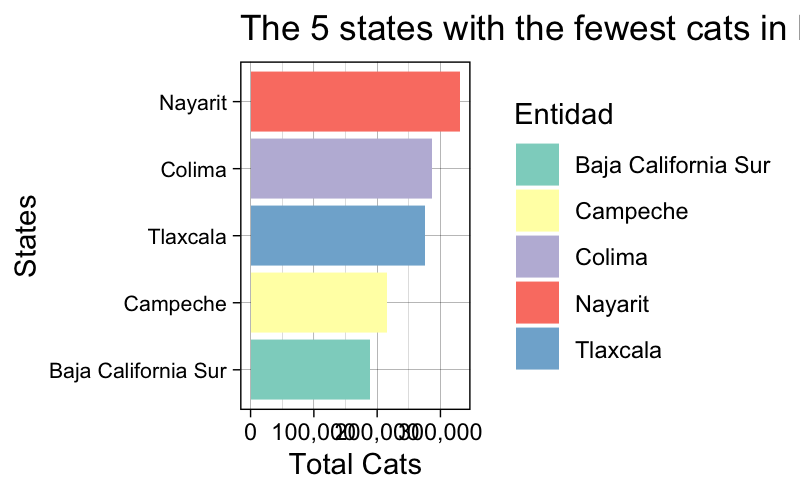 The 5 states with the fewest cats in
Nayarit
Colima
Tlaxcala
Campeche
Baja California Sur
States
0 100,000 200,000 300,000
Total Cats
Entidad
Baja California Sur
Campeche
Colima
Nayarit
Tlaxcala